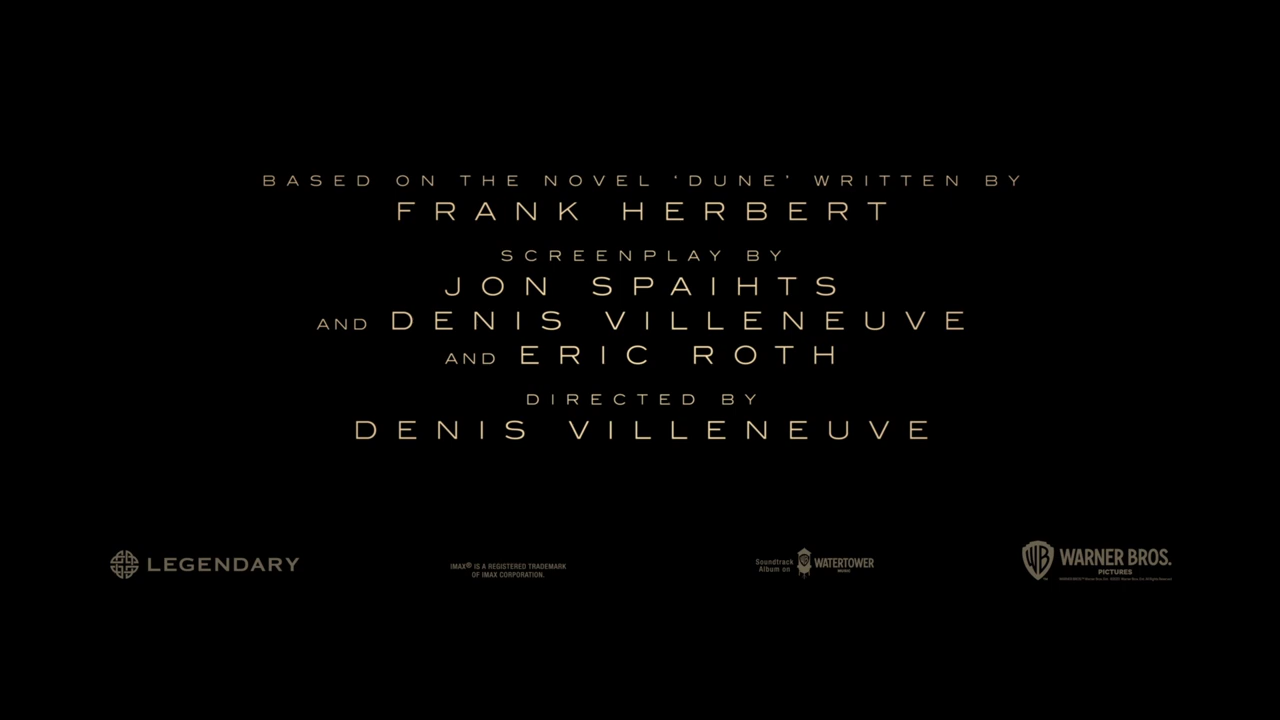 BASED ON THE NOVEL ‘DUNE’ WRITTEN BY
FRANK HERBERT
SCREENPLAY BY
JON SPAIHTS
AND DENIS VILLENEUVE
AND ERIC ROTH
DIRECTED BY
DENIS VILLENEUVE
LEGENDARY
IMAX® IS A REGISTERED TRADEMARK
OF IMAX CORPORATION.
Soundtrack
Album on
WATERTOWER
MUSIC
WB
WARNER BROS.
PICTURES